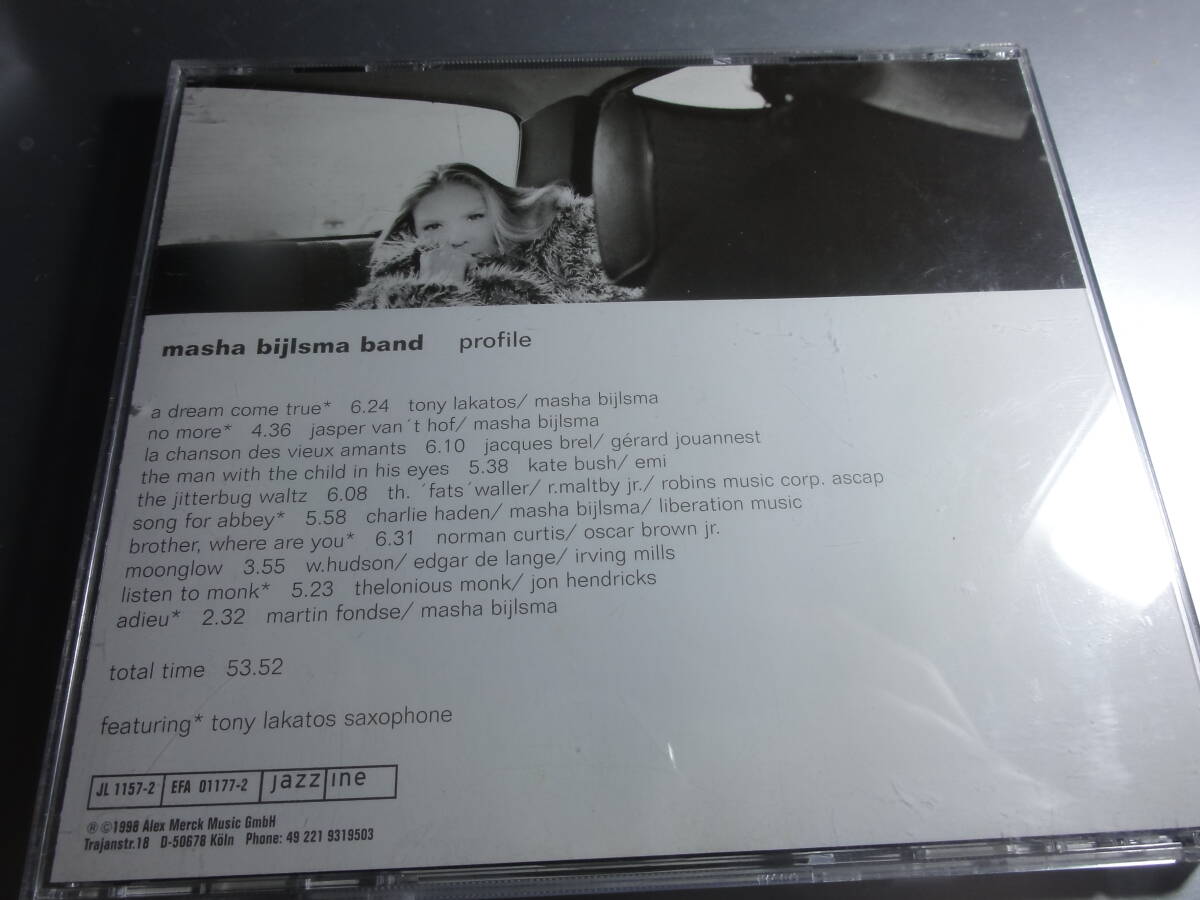 masha bijlsma band profile
a dream come true* 6.24 tony lakatos/ masha bijlsma
no more* 4.36 jasper van´t hof/ masha bijlsma
la chanson des vieux amants 6.10 jacques brel/ gérard jouannest
the man with the child in his eyes 5.38 kate bush/ emi
the jitterbug waltz 6.08 th. ´fats´waller/ r.maltby jr./ robins music corp. ascap
song for abbey* 5.58 charlie haden/ masha bijlsma/ liberation music
brother, where are you* 6.31 norman curtis/ oscar brown jr.
moonglow 3.55 w.hudson/ edgar de lange/ irving mills
listen to monk* 5.23 thelonious monk/ jon hendricks
adieu* 2.32 martin fondse/ masha bijlsma
total time 53.52
featuring* tony lakatos saxophone
JL 1157-2 EFA 01177-2 jazzline
℗©1998 Alex Merck Music GmbH
Trajanstr.18 D-50678 Köln Phone: 49 221 9319503